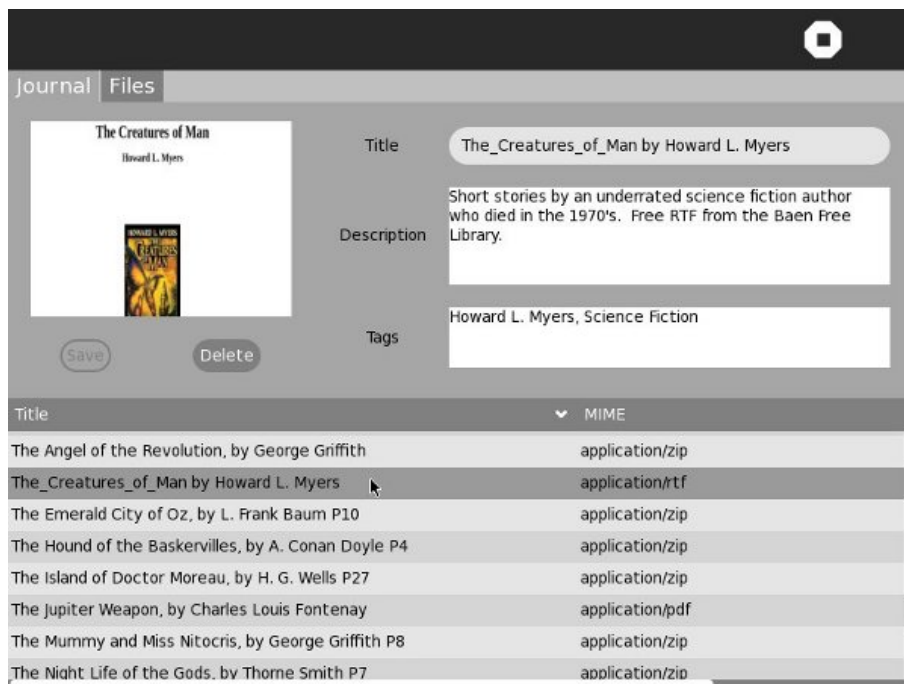 Journal Files
The Creatures of Man
Howard L. Myers
HOWARD L. MYERS
CREATURES
MAN
Title
The_Creatures_of_Man by Howard L. Myers
Description
Short stories by an underrated science fiction author
who died in the 1970's.  Free RTF from the Baen Free
Library.
Tags
Howard L. Myers, Science Fiction
Save Delete
Title MIME
The Angel of the Revolution, by George Griffith application/zip
The_Creatures_of_Man by Howard L. Myers application/rtf
The Emerald City of Oz, by L. Frank Baum P10 application/zip
The Hound of the Baskervilles, by A. Conan Doyle P4 application/zip
The Island of Doctor Moreau, by H. G. Wells P27 application/zip
The Jupiter Weapon, by Charles Louis Fontenay application/pdf
The Mummy and Miss Nitocris, by George Griffith P8 application/zip
The Night Life of the Gods, by Thorne Smith P7 application/zip